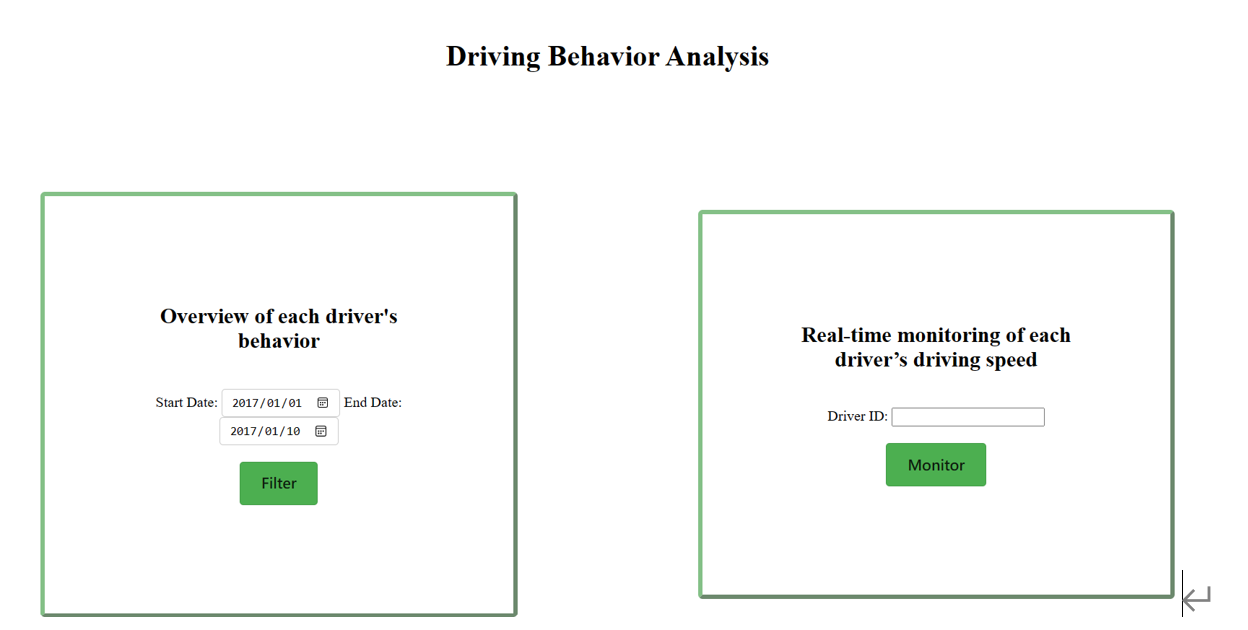 Driving Behavior Analysis
Overview of each driver's
behavior
Start Date: 2017/01/01 End Date:
2017/01/10
Filter
Real-time monitoring of each
driver’s driving speed
Driver ID:
Monitor